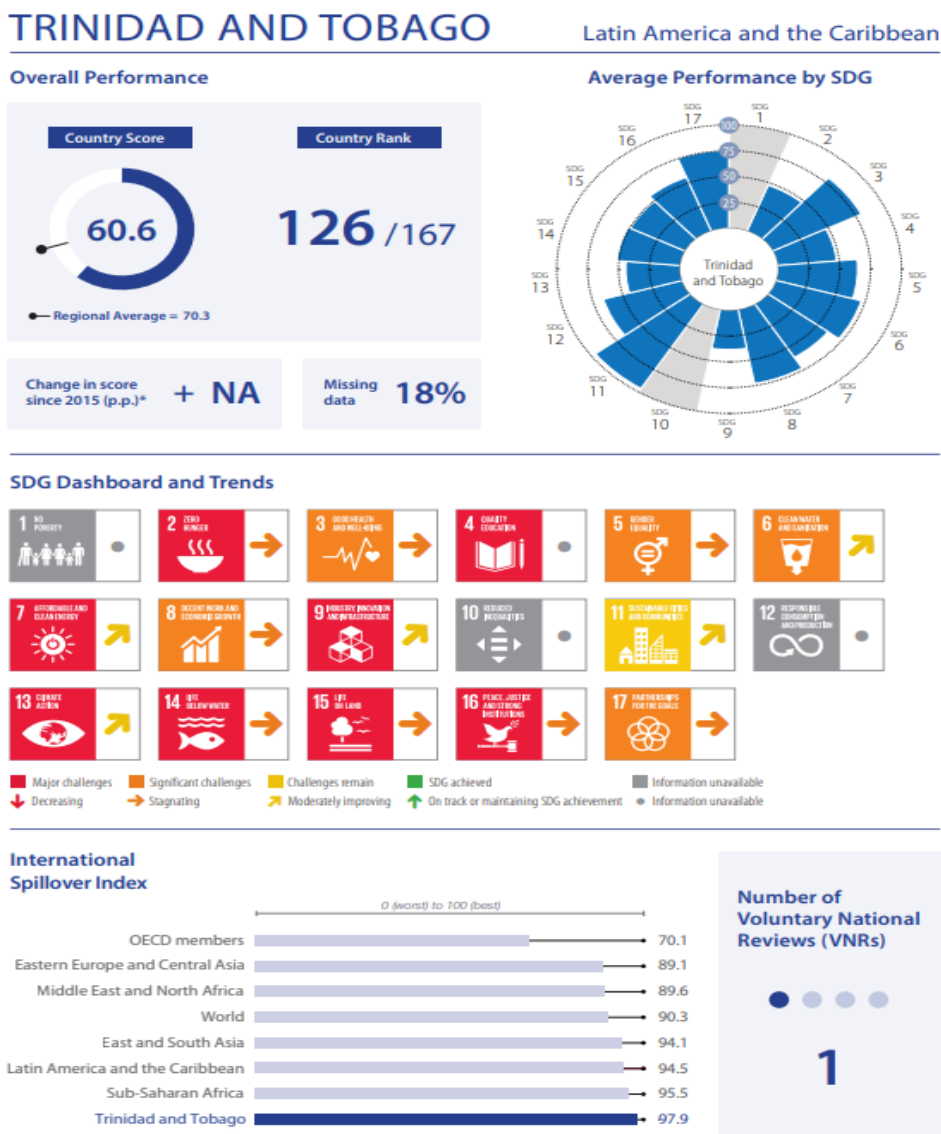 TRINIDAD AND TOBAGO
Latin America and the Caribbean
Overall Performance
Country Score
60.6
Regional Average = 70.3
Country Rank
126 /167
Change in score
since 2015 (p.p.)*
+ NA
Missing
data
18%
Average Performance by SDG
SDG
1
SDG
2
SDG
3
SDG
4
SDG
5
SDG
6
SDG
7
SDG
8
SDG
9
SDG
10
SDG
11
SDG
12
SDG
13
SDG
14
SDG
15
SDG
16
SDG
17
100
75
50
25
Trinidad
and Tobago
SDG Dashboard and Trends
1 NO
POVERTY
2 ZERO
HUNGER
3 GOOD HEALTH
AND WELL-BEING
4 QUALITY
EDUCATION
5 GENDER
EQUALITY
6 CLEAN WATER
AND SANITATION
7 AFFORDABLE AND
CLEAN ENERGY
8 DECENT WORK AND
ECONOMIC GROWTH
9 INDUSTRY, INNOVATION
AND INFRASTRUCTURE
10 REDUCED
INEQUALITIES
11 SUSTAINABLE CITIES
AND COMMUNITIES
12 RESPONSIBLE
CONSUMPTION
AND PRODUCTION
13 CLIMATE
ACTION
14 LIFE
BELOW WATER
15 LIFE
ON LAND
16 PEACE, JUSTICE
AND STRONG
INSTITUTIONS
17 PARTNERSHIPS
FOR THE GOALS
Major challenges
Significant challenges
Challenges remain
SDG achieved
Information unavailable
Decreasing
Stagnating
Moderately improving
On track or maintaining SDG achievement
Information unavailable
International
Spillover Index
0 (worst) to 100 (best)
OECD members 70.1
Eastern Europe and Central Asia 89.1
Middle East and North Africa 89.6
World 90.3
East and South Asia 94.1
Latin America and the Caribbean 94.5
Sub-Saharan Africa 95.5
Trinidad and Tobago 97.9
Number of
Voluntary National
Reviews (VNRs)
1